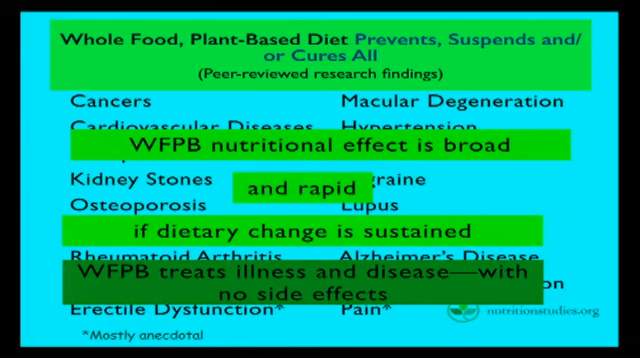 Whole Food, Plant-Based Diet Prevents, Suspends and/
or Cures All
(Peer-reviewed research findings)
Cancers Macular Degeneration
Cardiovascular Diseases Hypertension
WFPB nutritional effect is broad
Kidney Stones
and rapid
Osteoporosis Lupus
if dietary change is sustained
Rheumatoid Arthritis Alzheimer's Disease
WFPB treats illness and disease—with
no side effects
Erectile Dysfunction* Pain*
nutritionstudies.org
*Mostly anecdotal